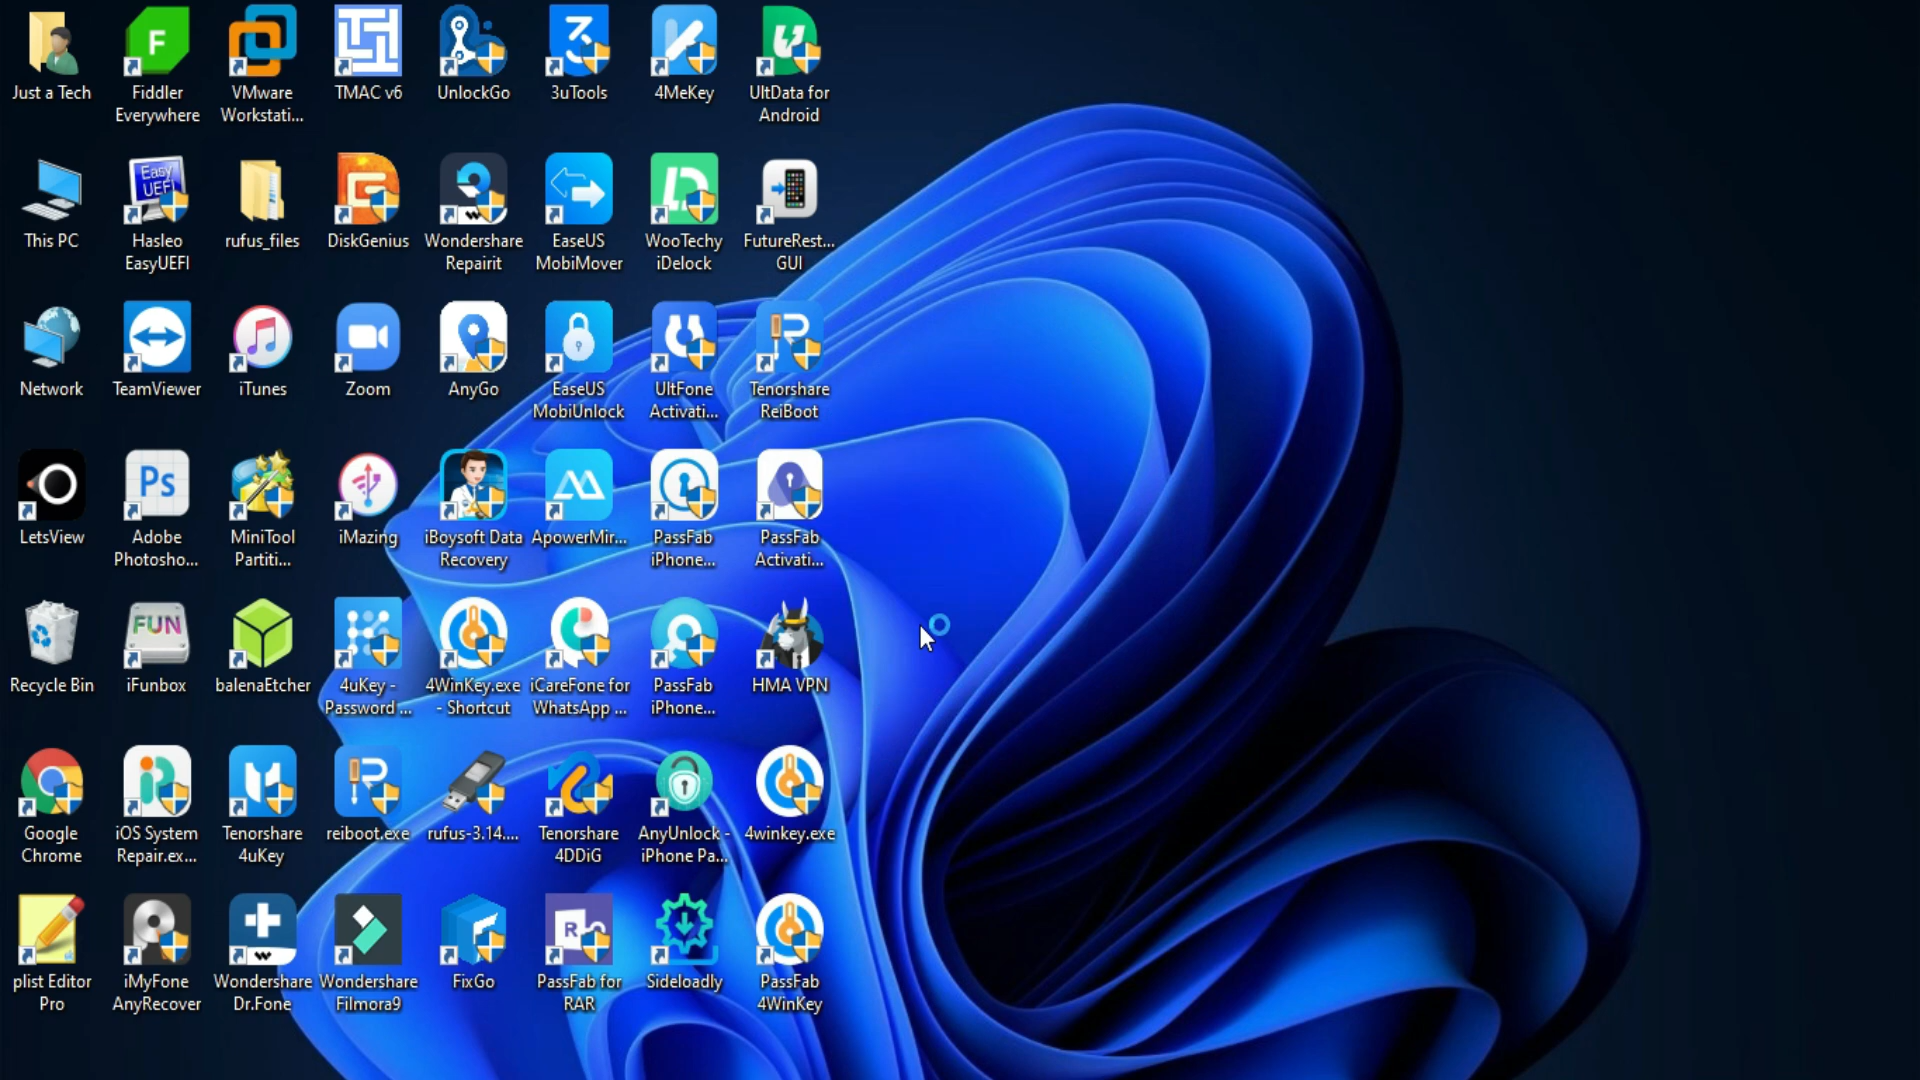 Just a Tech
Fiddler
Everywhere
VMware
Workstati...
TMAC v6
UnlockGo
3uTools
4MeKey
UltData for
Android
This PC
Easy
UEFI
Hasleo
EasyUEFI
rufus_files
DiskGenius
Wondershare
Repairit
EaseUS
MobiMover
WooTechy
iDelock
FutureRest...
GUI
Network
TeamViewer
iTunes
Zoom
AnyGo
EaseUS
MobiUnlock
UltFone
Activati...
Tenorshare
ReiBoot
LetsView
Ps
Adobe
Photosho...
MiniTool
Partiti...
iMazing
iBoysoft Data
Recovery
ApowerMir...
PassFab
iPhone...
PassFab
Activati...
Recycle Bin
FUN
iFunbox
balenaEtcher
4uKey -
Password ...
4WinKey.exe
- Shortcut
iCareFone for
WhatsApp ...
PassFab
iPhone...
HMA VPN
Google
Chrome
iOS System
Repair.ex...
Tenorshare
4uKey
reiboot.exe
rufus-3.14....
Tenorshare
4DDiG
AnyUnlock -
iPhone Pa...
4winkey.exe
plist Editor
Pro
iMyFone
AnyRecover
Wondershare
Dr.Fone
Wondershare
Filmora9
FixGo
PassFab for
RAR
Sideloadly
PassFab
4WinKey